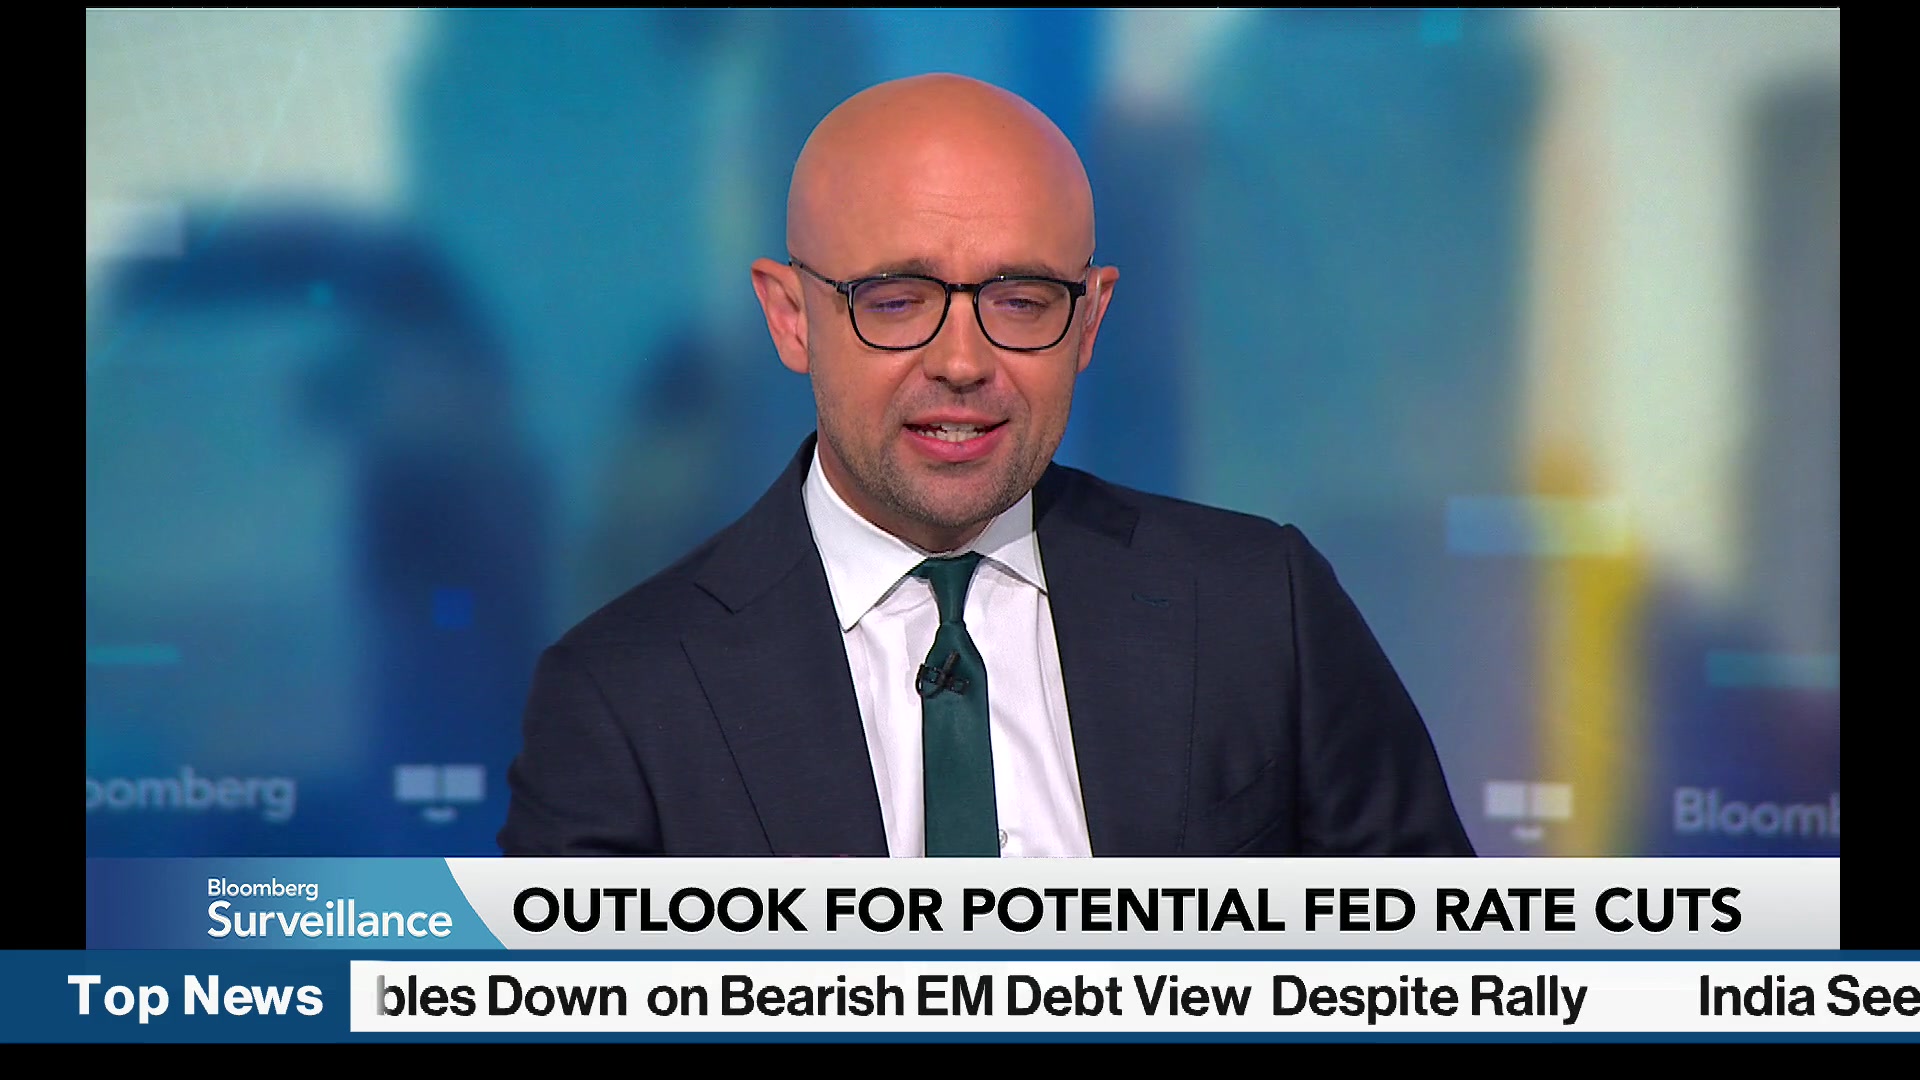 oomberg
Bloomb
Bloomberg
Surveillance
OUTLOOK FOR POTENTIAL FED RATE CUTS
Top News
bles Down on Bearish EM Debt View Despite Rally
India See